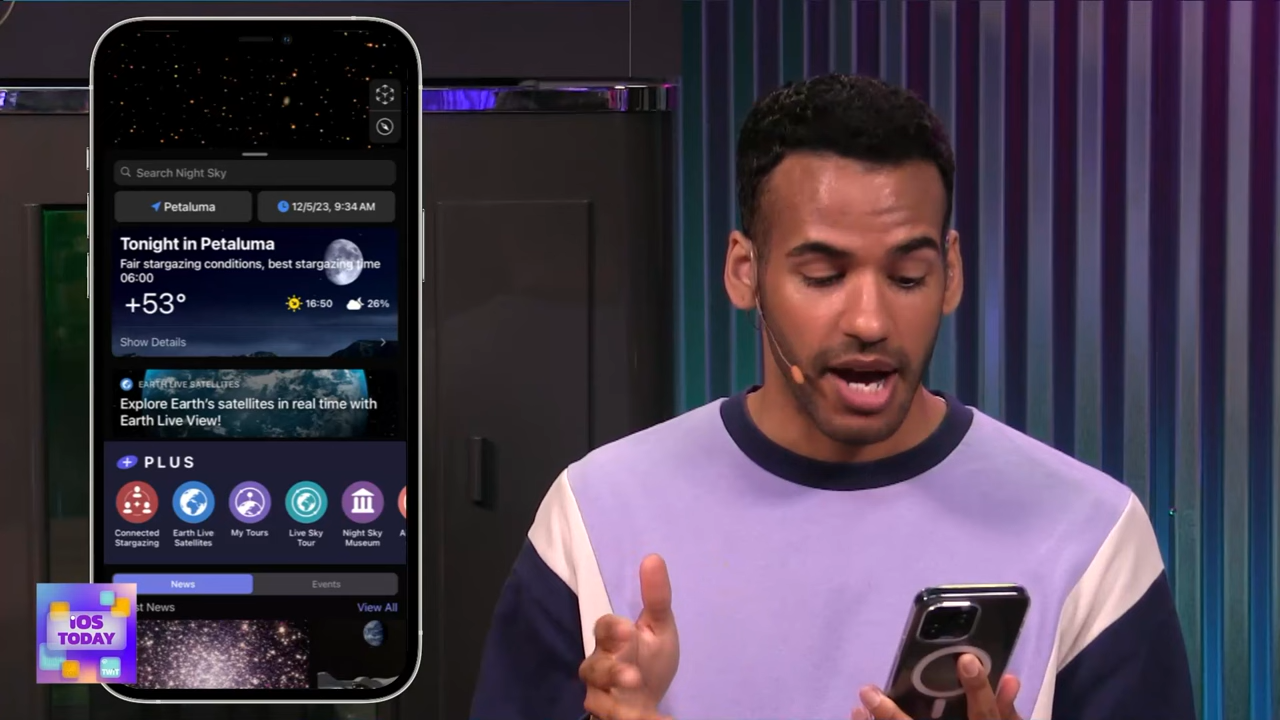 Search Night Sky
Petaluma
12/5/23, 9:34 AM
Tonight in Petaluma
Fair stargazing conditions, best stargazing time
06:00
+53°
16:50
26%
Show Details
EARTH LIVE SATELLITES
Explore Earth's satellites in real time with
Earth Live View!
PLUS
Connected
Stargazing
Earth Live
Satellites
My Tours
Live Sky
Tour
Night Sky
Museum
A
News
Events
st News
View All
iOS
TODAY
TWiT